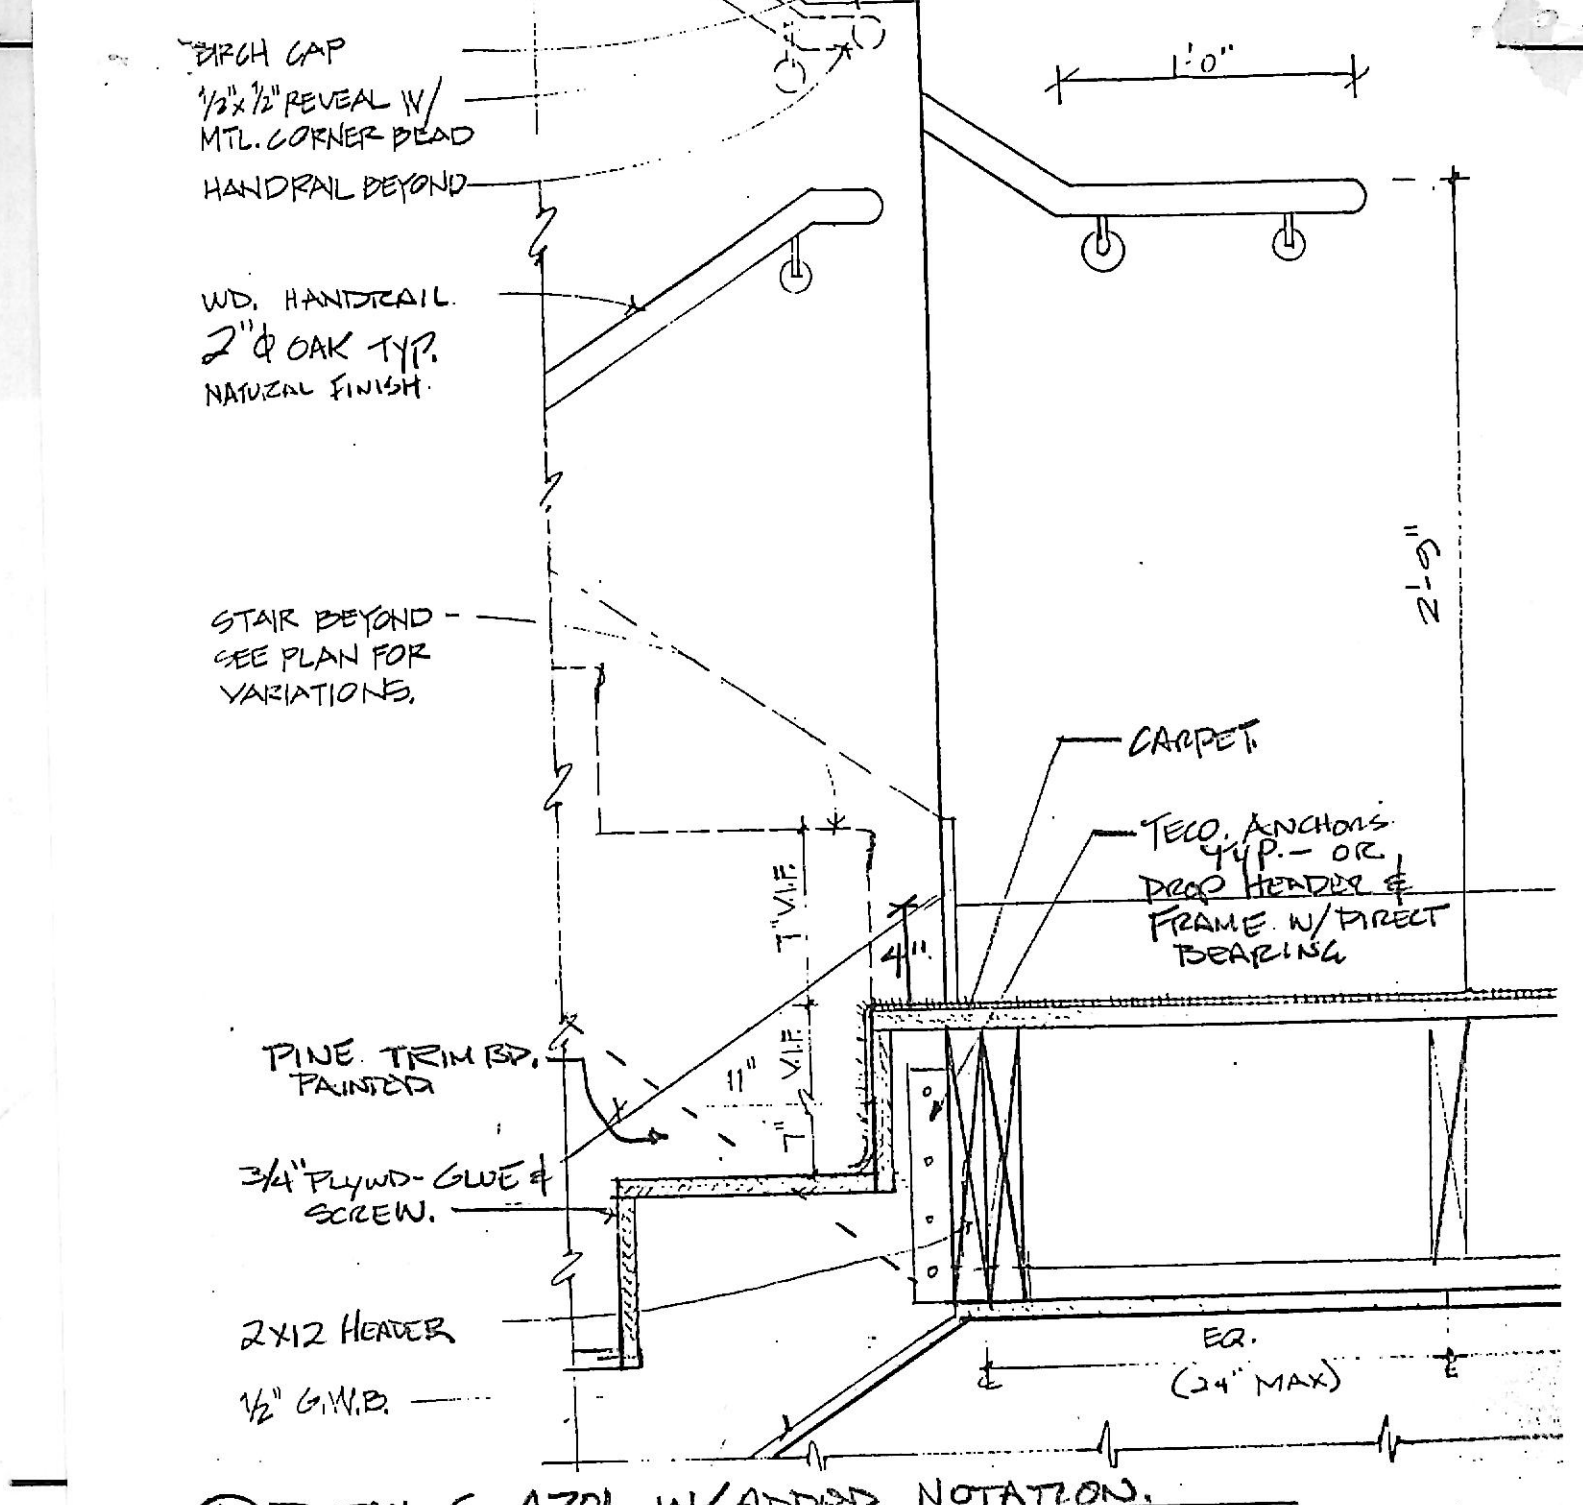 BIRCH CAP
1/2"x1/2" REVEAL W/
MTL. CORNER BEAD
HANDRAIL BEYOND
1'-0"
WD. HANDRAIL.
2"Ø OAK TYP.
NATURAL FINISH.
2'-9"
STAIR BEYOND -
SEE PLAN FOR
VARIATIONS.
CARPET.
TECO. ANCHORS
TYP. - OR
DROP HEADER &
FRAME W/ DIRECT
BEARING
7" V.I.F.
4".
PINE TRIM BD.
PAINTED
11"
7" V.I.F.
3/4" PLYWD - GLUE &
SCREW.
2X12 HEADER
1/2" G.W.B.
EQ.
(24" MAX)
W/ ADDED NOTATION.